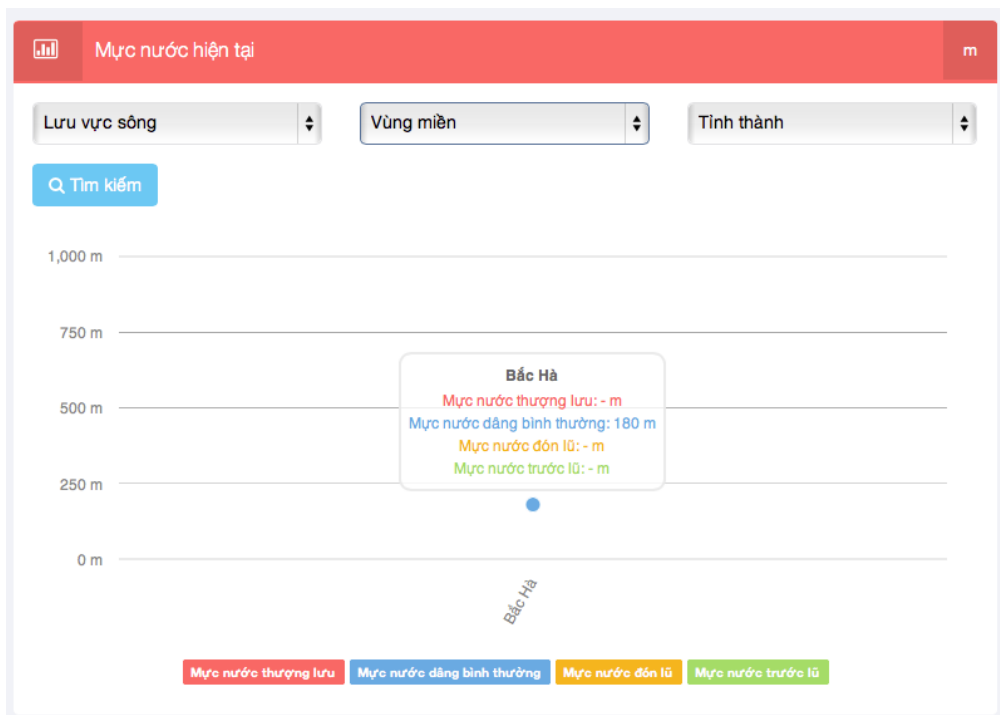 Mực nước hiện tại
m
Lưu vực sông
Vùng miền
Tỉnh thành
Tìm kiếm
1,000 m
750 m
500 m
250 m
0 m
Bắc Hà
Mực nước thượng lưu: - m
Mực nước dâng bình thường: 180 m
Mực nước đón lũ: - m
Mực nước trước lũ: - m
Bắc Hà
Mực nước thượng lưu
Mực nước dâng bình thường
Mực nước đón lũ
Mực nước trước lũ